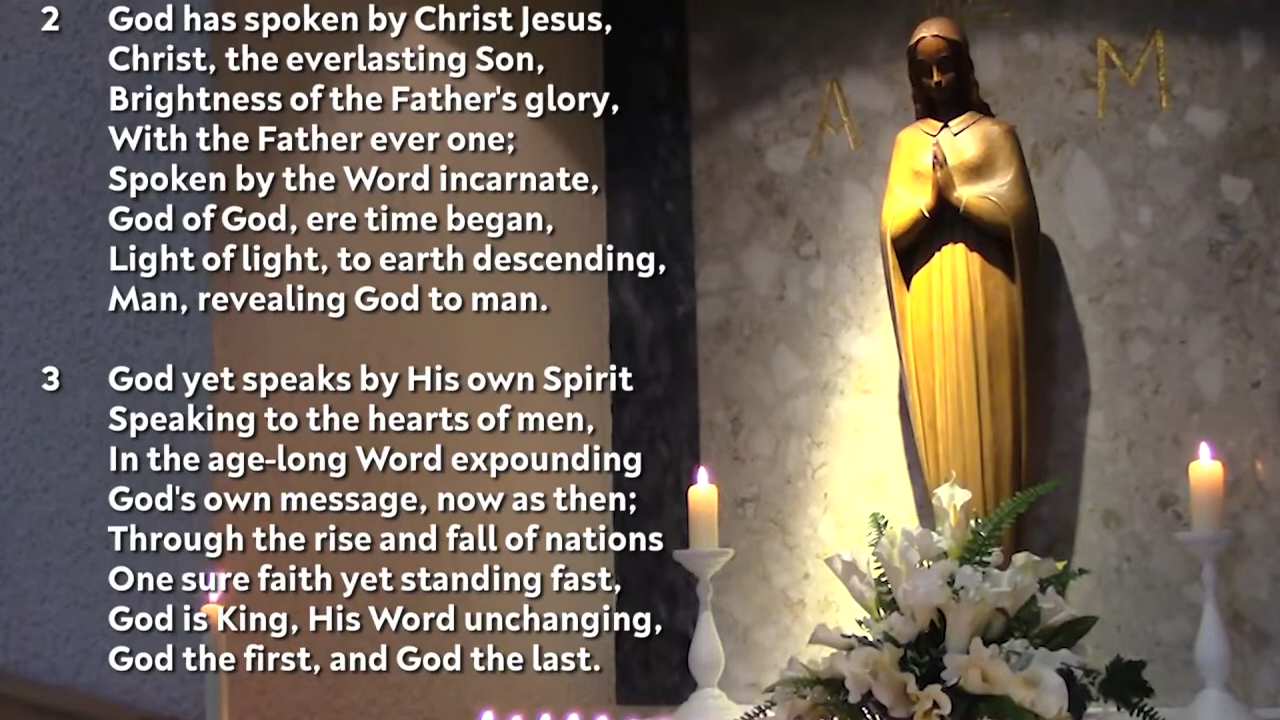 2 God has spoken by Christ Jesus,
Christ, the everlasting Son,
Brightness of the Father's glory,
With the Father ever one;
Spoken by the Word incarnate,
God of God, ere time began,
Light of light, to earth descending,
Man, revealing God to man.
3 God yet speaks by His own Spirit
Speaking to the hearts of men,
In the age-long Word expounding
God's own message, now as then;
Through the rise and fall of nations
One sure faith yet standing fast,
God is King, His Word unchanging,
God the first, and God the last.
A M